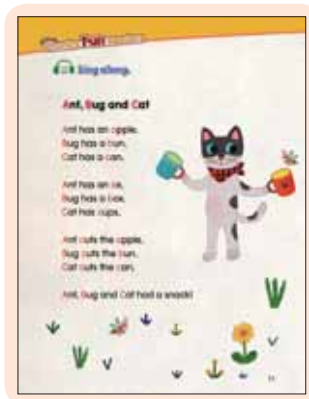 Fun
Sing along.
Ant, Bug and Cat
Ant has an apple.
Bug has a bun.
Cat has a can.
Ant has an ax.
Bug has a box.
Cat has cups.
Ant cuts the apple.
Bug cuts the bun.
Cat cuts the can.
Ant, Bug and Cat had a snack!